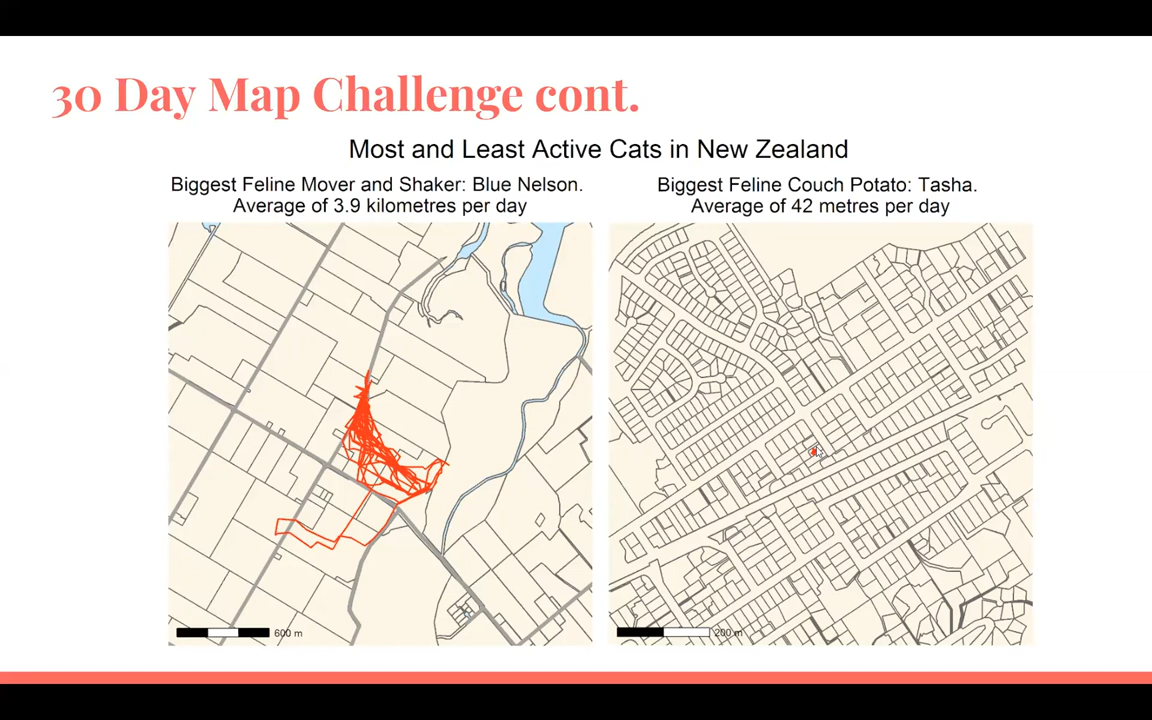 30 Day Map Challenge cont.
Most and Least Active Cats in New Zealand
Biggest Feline Mover and Shaker: Blue Nelson.
Average of 3.9 kilometres per day
Biggest Feline Couch Potato: Tasha.
Average of 42 metres per day
600 m
200 m